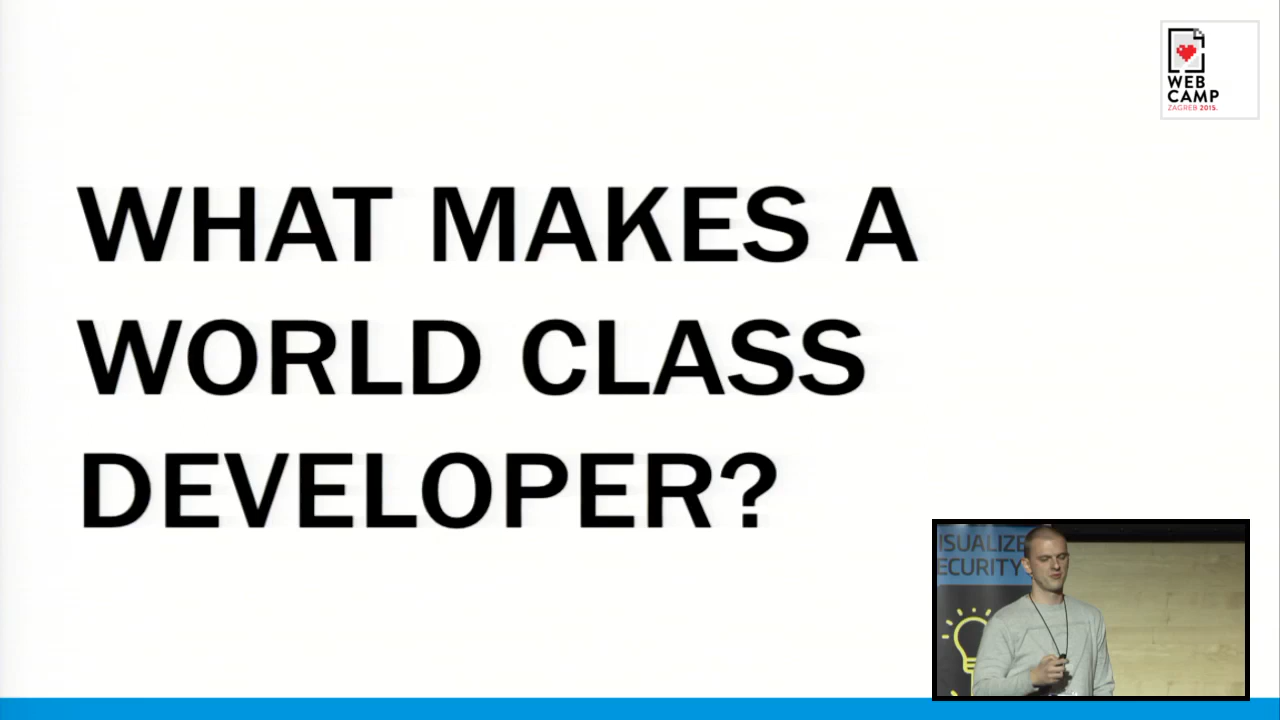 WEB
CAMP
ZAGREB 2015.
WHAT MAKES A
WORLD CLASS
DEVELOPER?
ISUALIZE
ECURITY